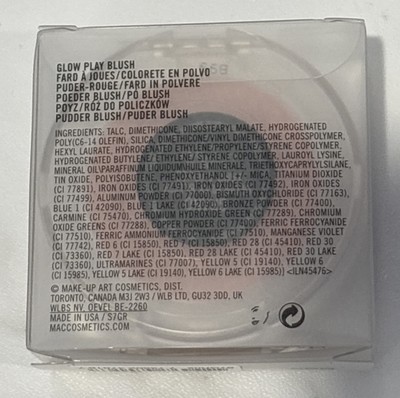 GLOW PLAY BLUSH
FARD À JOUES/COLORETE EN POLVO
PUDER-ROUGE/FARD IN POLVERE
POEDER BLUSH/PÓ BLUSH
POYZ/RÓŻ DO POLICZKÓW
PUDDER BLUSH/PUDER BLUSH
INGREDIENTS: TALC, DIMETHICONE, DIISOSTEARYL MALATE, HYDROGENATED
POLY(C6-14 OLEFIN), SILICA, DIMETHICONE/VINYL DIMETHICONE CROSSPOLYMER,
HEXYL LAURATE, HYDROGENATED ETHYLENE/PROPYLENE/STYRENE COPOLYMER,
HYDROGENATED BUTYLENE/ ETHYLENE/ STYRENE COPOLYMER, LAUROYL LYSINE,
MINERAL OIL\PARAFFINUM LIQUIDUM\HUILE MINERALE, TRIETHOXYCAPRYLYLSILANE,
TIN OXIDE, POLYISOBUTENE, PHENOXYETHANOL [+/- MICA, TITANIUM DIOXIDE
(CI 77891), IRON OXIDES (CI 77491), IRON OXIDES (CI 77492), IRON OXIDES
(CI 77499), ALUMINUM POWDER (CI 77000), BISMUTH OXYCHLORIDE (CI 77163),
BLUE 1 (CI 42090), BLUE 1 LAKE (CI 42090), BRONZE POWDER (CI 77400),
CARMINE (CI 75470), CHROMIUM HYDROXIDE GREEN (CI 77289), CHROMIUM
OXIDE GREENS (CI 77288), COPPER POWDER (CI 77400), FERRIC FERROCYANIDE
(CI 77510), FERRIC AMMONIUM FERROCYANIDE (CI 77510), MANGANESE VIOLET
(CI 77742), RED 6 (CI 15850), RED 7 (CI 15850), RED 28 (CI 45410), RED 30
(CI 73360), RED 7 LAKE (CI 15850), RED 28 LAKE (CI 45410), RED 30 LAKE
(CI 73360), ULTRAMARINES (CI 77007), YELLOW 5 (CI 19140), YELLOW 6
(CI 15985), YELLOW 5 LAKE (CI 19140), YELLOW 6 LAKE (CI 15985)] <ILN45476>
© MAKE-UP ART COSMETICS, DIST.
TORONTO, CANADA M3J 2W3 / WLB LTD, GU32 3DD, UK
WLBS NV, OEVEL BE-2260
MADE IN USA / S7GR
MACCOSMETICS.COM